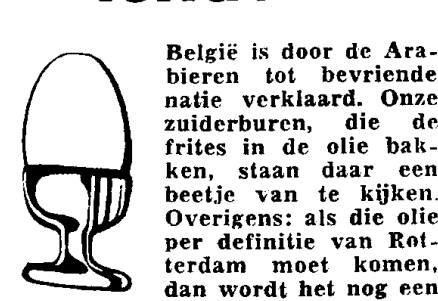 België is door de Ara-
bieren tot bevriende
natie verklaard. Onze
zuiderburen, die de
frites in de olie bak-
ken, staan daar een
beetje van te kijken.
Overigens: als die olie
per definitie van Rot-
terdam moet komen,
dan wordt het nog een